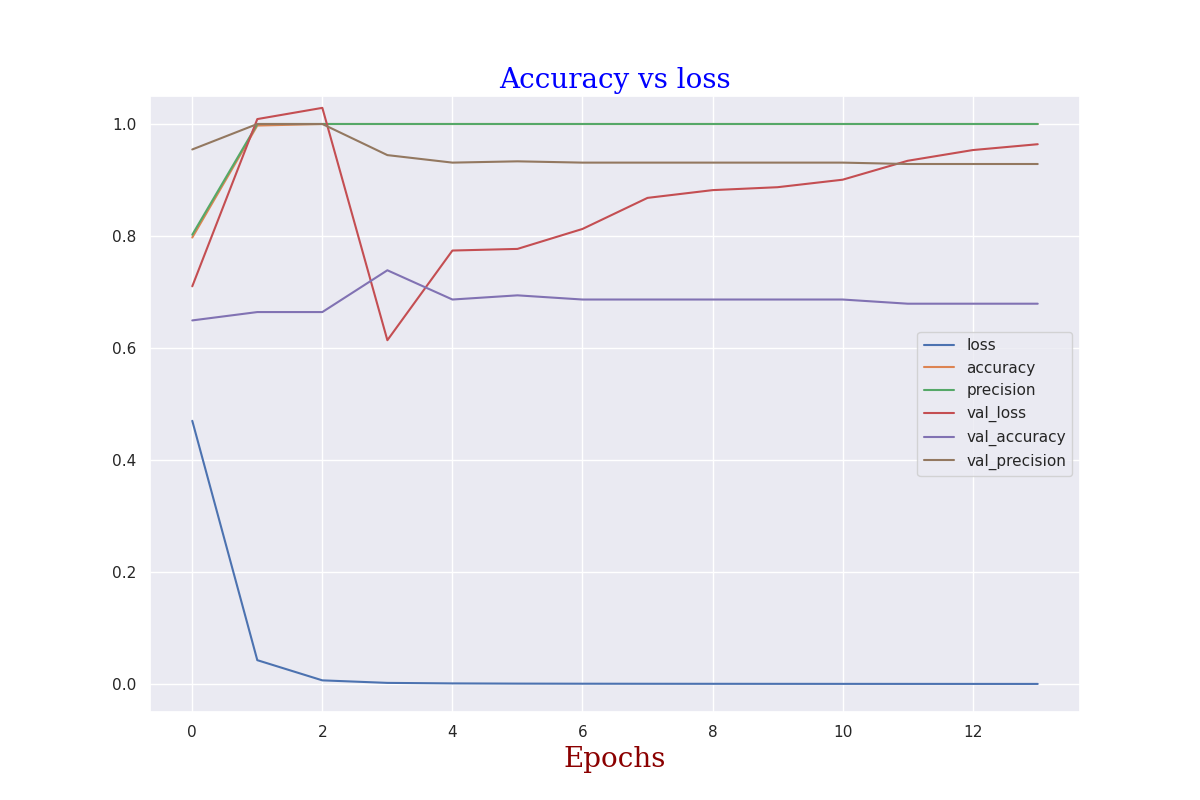 Accuracy vs loss
1.0
0.8
0.6
0.4
0.2
0.0
loss
accuracy
precision
val_loss
val_accuracy
val_precision
0 2 4 6 8 10 12
Epochs